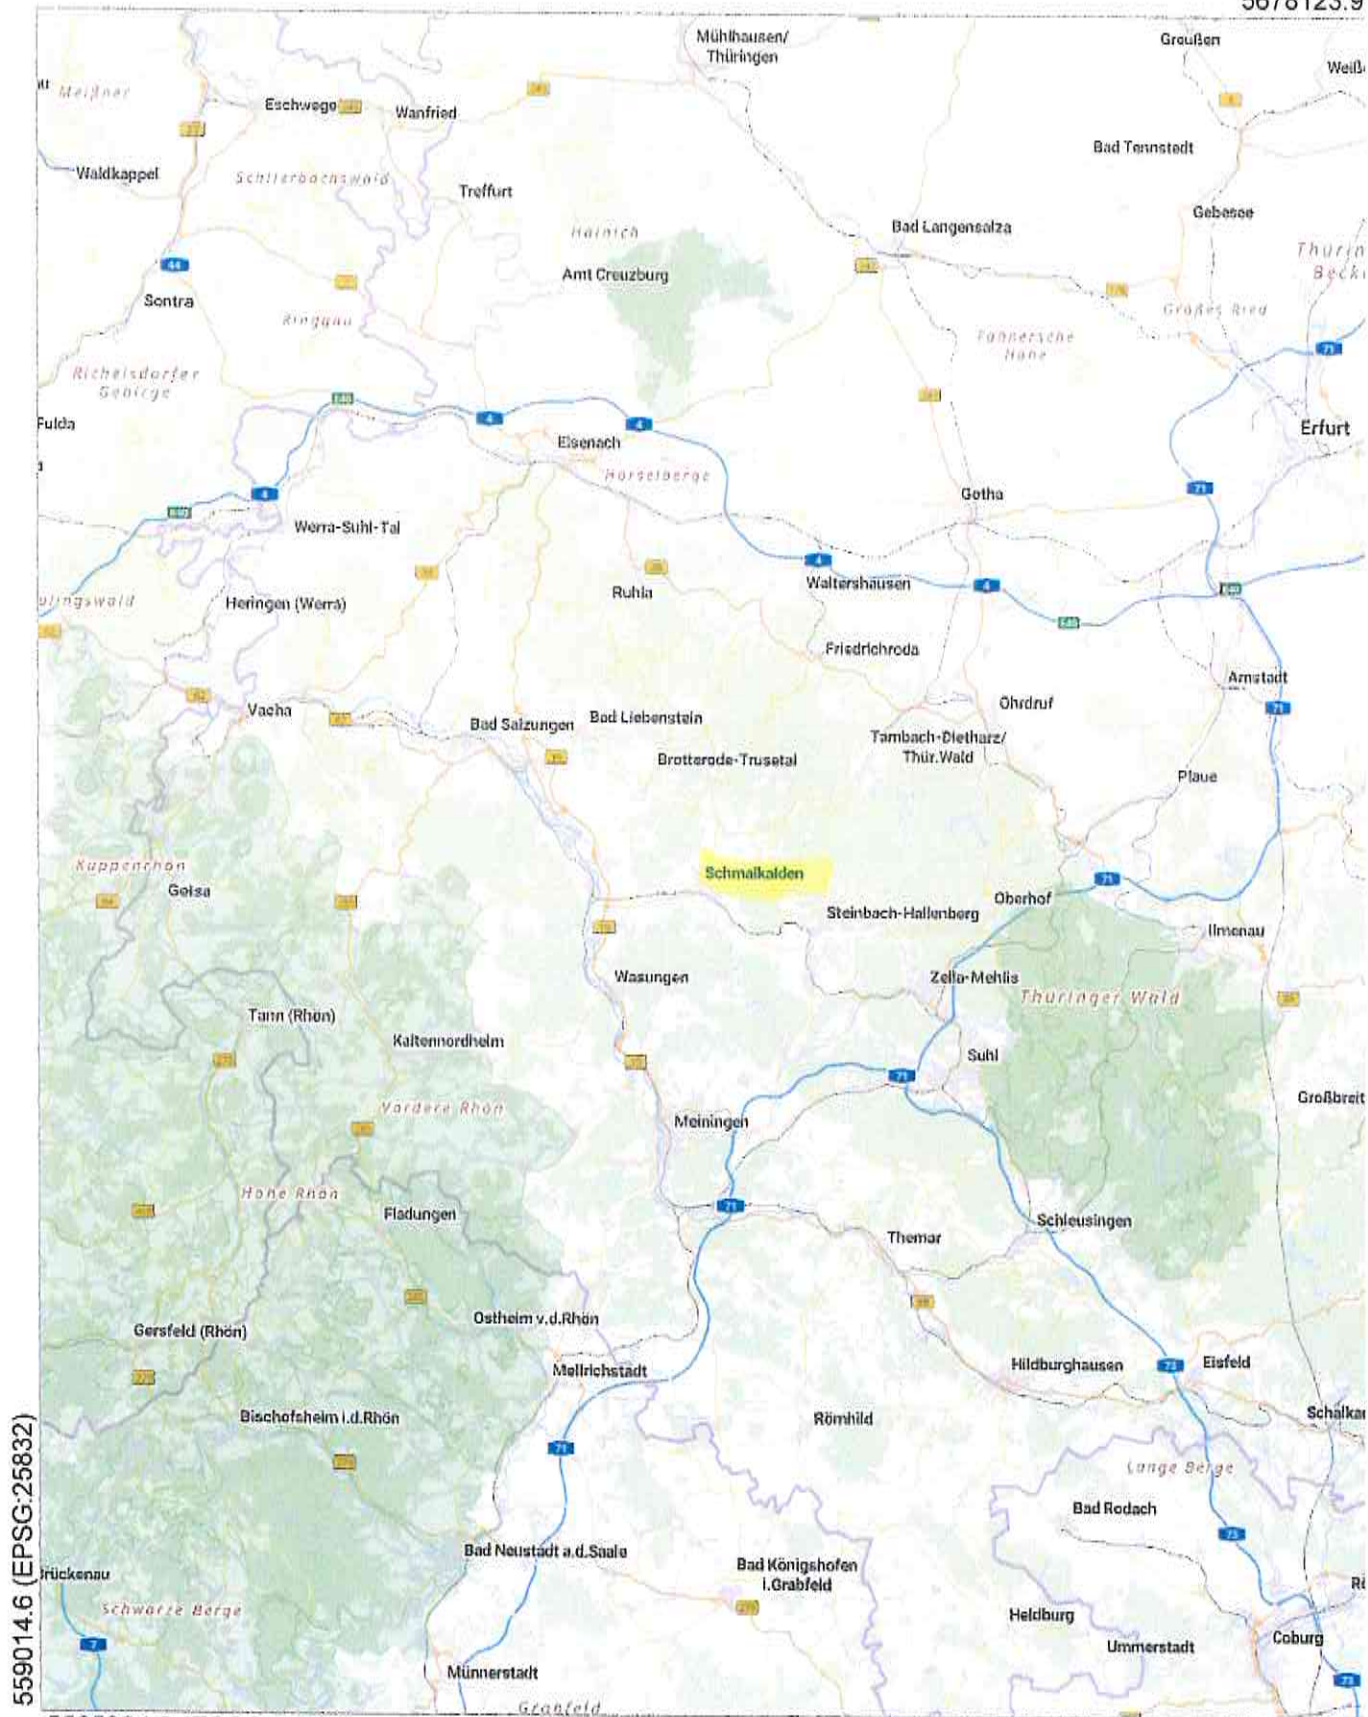 Mühlhausen/
Thüringen
Greußen
Meißner
Eschwege
Wanfried
Bad Tennstedt
Waldkappel
Schlierbachswald
Treffurt
Gebesee
Hainich
Bad Langensalza
Amt Creuzburg
44
Sontra
Ringgau
Großes Ried
Fahnersche
Höhe
71
Richelsdorfer
Gebirge
E40
4
4
Fulda
Erfurt
Eisenach
Hörselberge
4
71
Gotha
E40
Werra-Suhl-Tal
4
Waltershausen
4
E40
Ruhla
Heringen (Werra)
E40
Friedrichroda
Arnstadt
62
Vacha
Ohrdruf
71
Bad Salzungen
Bad Liebenstein
Tambach-Dietharz/
Thür.Wald
Brotterode-Trusetal
Plaue
Kuppenrhön
Geisa
Schmalkalden
71
Oberhof
Steinbach-Hallenberg
Ilmenau
Wasungen
Zella-Mehlis
Thüringer Wald
Tann (Rhön)
Kaltennordheim
Suhl
71
Großbreit
Vordere Rhön
Meiningen
Hohe Rhön
71
Fladungen
Schleusingen
Themar
Ostheim v.d.Rhön
Gersfeld (Rhön)
Mellrichstadt
Hildburghausen
73
Eisfeld
Bischofsheim i.d.Rhön
Römhild
Schalkau
71
Lange Berge
Bad Rodach
73
Bad Neustadt a.d.Saale
Bad Königshofen
i.Grabfeld
Brückenau
Schwarze Berge
279
Heldburg
Ummerstadt
Coburg
7
Münnerstadt
73
Grabfeld
559014.6 (EPSG:25832)